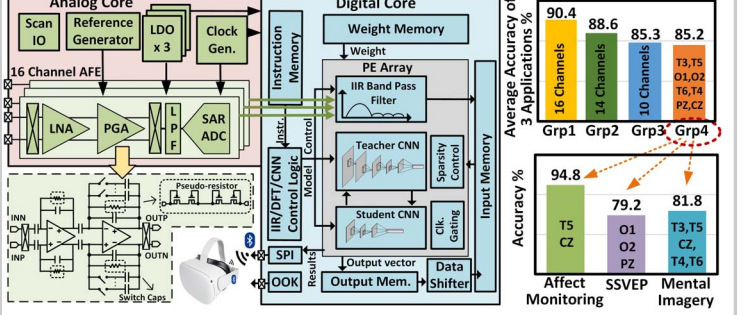 Analog Core
Scan
IO
Reference
Generator
LDO
x 3
Clock
Gen.
16 Channel AFE
LNA
PGA
L
P
F
SAR
ADC
Pseudo-resistor
INN
INP
OUTP
OUTN
Switch Caps
Digital Core
Weight Memory
Weight
Instruction
Memory
Instr.
IIR/DFT/CNN
Control Logic
Model Control
PE Array
IIR Band Pass
Filter
Teacher CNN
Student CNN
Sparsity
Control
Clk.
Gating
Input Memory
SPI
OOK
Results
Output vector
Output Mem.
Data
Shifter
Average Accuracy of
3 Applications %
90.4
88.6
85.3
85.2
16 Channels
14 Channels
10 Channels
T3,T5
O1,O2
T6,T4
PZ,CZ
Grp1
Grp2
Grp3
Grp4
Accuracy %
94.8
79.2
81.8
T5
CZ
O1
O2
PZ
T3,T5
CZ,
T4,T6
Affect
Monitoring
SSVEP
Mental
Imagery